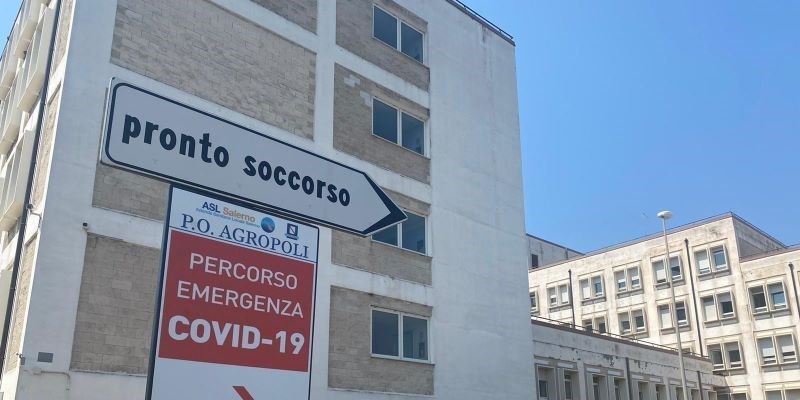 pronto soccorso
ASL Salerno
P.O. AGROPOLI
PERCORSO
EMERGENZA
COVID-19